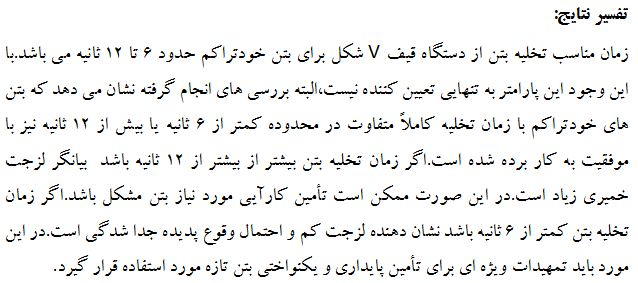 تفسیر نتایج:
زمان مناسب تخلیه بتن از دستگاه قیف V شکل برای بتن خودتراکم حدود ۶ تا ۱۲ ثانیه می باشد.با
این وجود این پارامتر به تنهایی تعیین کننده نیست،البته بررسی های انجام گرفته نشان می دهد که بتن
های خودتراکم با زمان تخلیه کاملاً متفاوت در محدوده کمتر از ۶ ثانیه یا بیش از ۱۲ ثانیه نیز با
موفقیت به کار برده شده است.اگر زمان تخلیه بتن بیشتر از بیشتر از ۱۲ ثانیه باشد بیانگر لزجت
خمیری زیاد است.در این صورت ممکن است تأمین کارآیی مورد نیاز بتن مشکل باشد.اگر زمان
تخلیه بتن کمتر از ۶ ثانیه باشد نشان دهنده لزجت کم و احتمال وقوع پدیده جدا شدگی است.در این
مورد باید تمهیدات ویژه ای برای تأمین پایداری و یکنواختی بتن تازه مورد استفاده قرار گیرد.